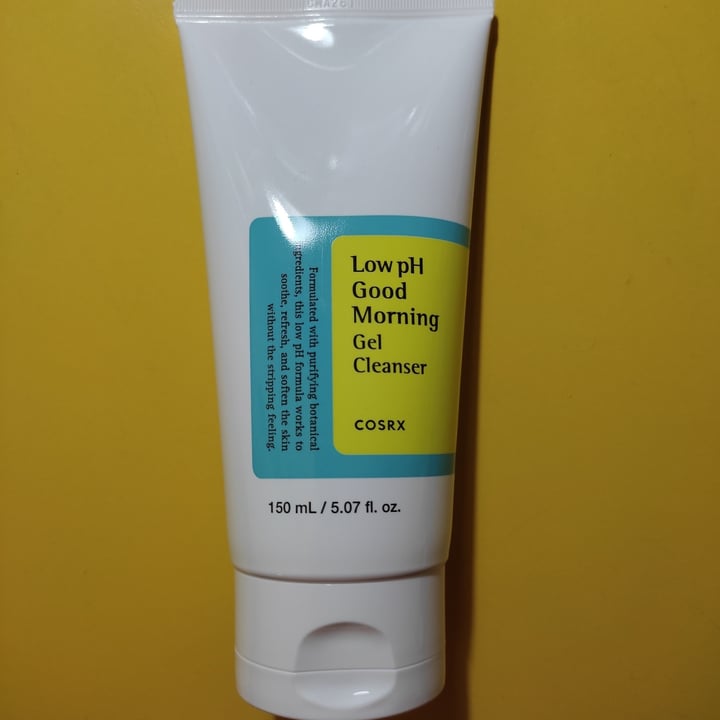 Low pH
Good
Morning
Gel
Cleanser
COSRX
Formulated with purifying botanical
ingredients, this low pH formula works to
soothe, refresh, and soften the skin
without the stripping feeling.
150 mL / 5.07 fl. oz.